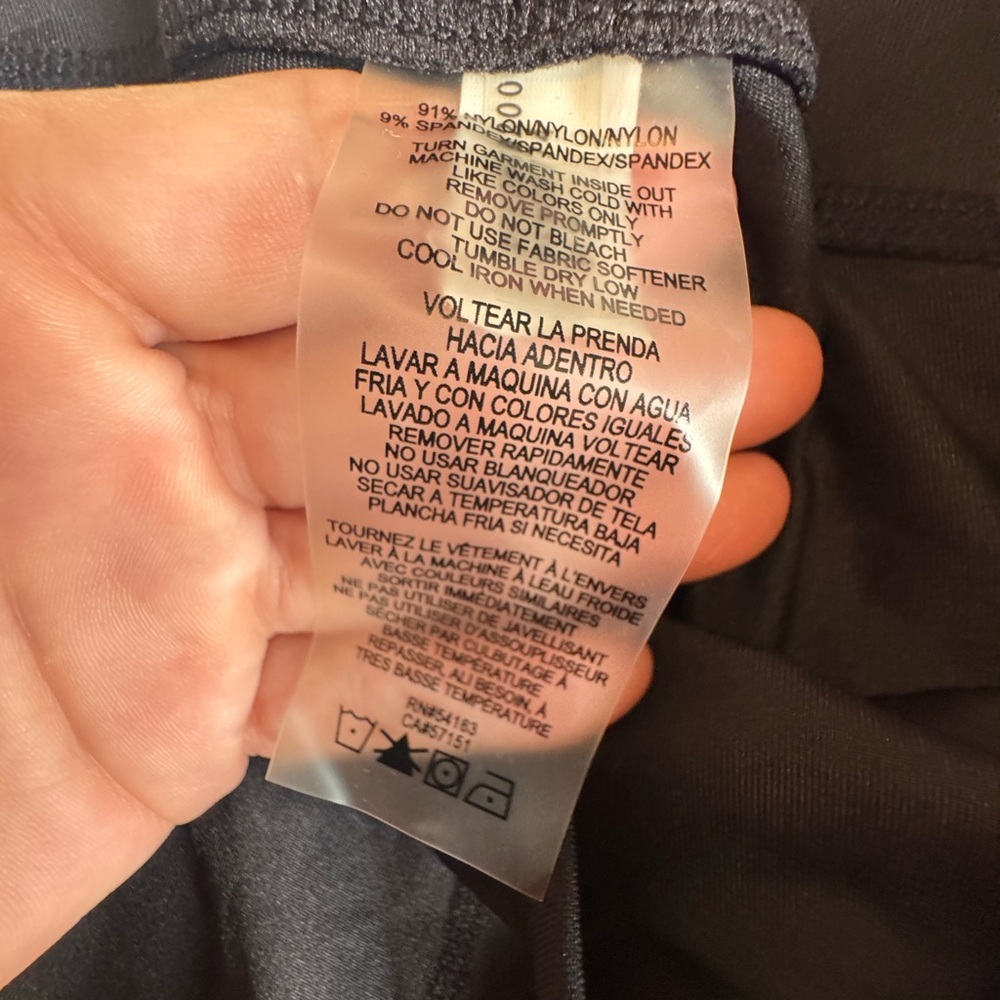 91% NYLON/NYLON/NYLON
9% SPANDEX/SPANDEX/SPANDEX
TURN GARMENT INSIDE OUT
MACHINE WASH COLD WITH
LIKE COLORS ONLY
REMOVE PROMPTLY
DO NOT BLEACH
DO NOT USE FABRIC SOFTENER
TUMBLE DRY LOW
COOL IRON WHEN NEEDED
VOLTEAR LA PRENDA
HACIA ADENTRO
LAVAR A MAQUINA CON AGUA
FRIA Y CON COLORES IGUALES
LAVADO A MAQUINA VOLTEAR
REMOVER RAPIDAMENTE
NO USAR BLANQUEADOR
NO USAR SUAVISADOR DE TELA
SECAR A TEMPERATURA BAJA
PLANCHA FRIA SI NECESITA
TOURNEZ LE VÊTEMENT À L'ENVERS
LAVER À LA MACHINE À L'EAU FROIDE
AVEC COULEURS SIMILAIRES
SORTIR IMMÉDIATEMENT
NE PAS UTILISER DE JAVELLISANT
NE PAS UTILISER D'ASSOUPLISSEUR
SÉCHER PAR CULBUTAGE À
BASSE TEMPÉRATURE
REPASSER, AU BESOIN, À
TRES BASSE TEMPÉRATURE
RN#54163
CA#57151